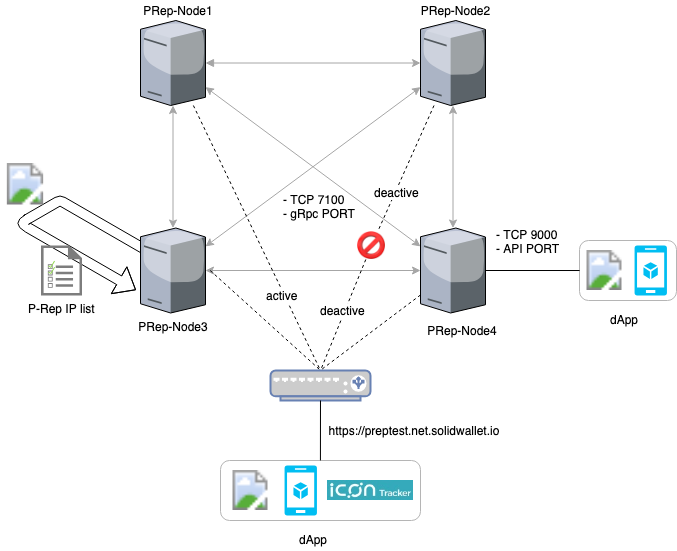 PRep-Node1
PRep-Node2
- TCP 7100
- gRpc PORT
deactive
- TCP 9000
- API PORT
P-Rep IP list
PRep-Node3
active
deactive
PRep-Node4
dApp
https://preptest.net.solidwallet.io
icon Tracker
dApp